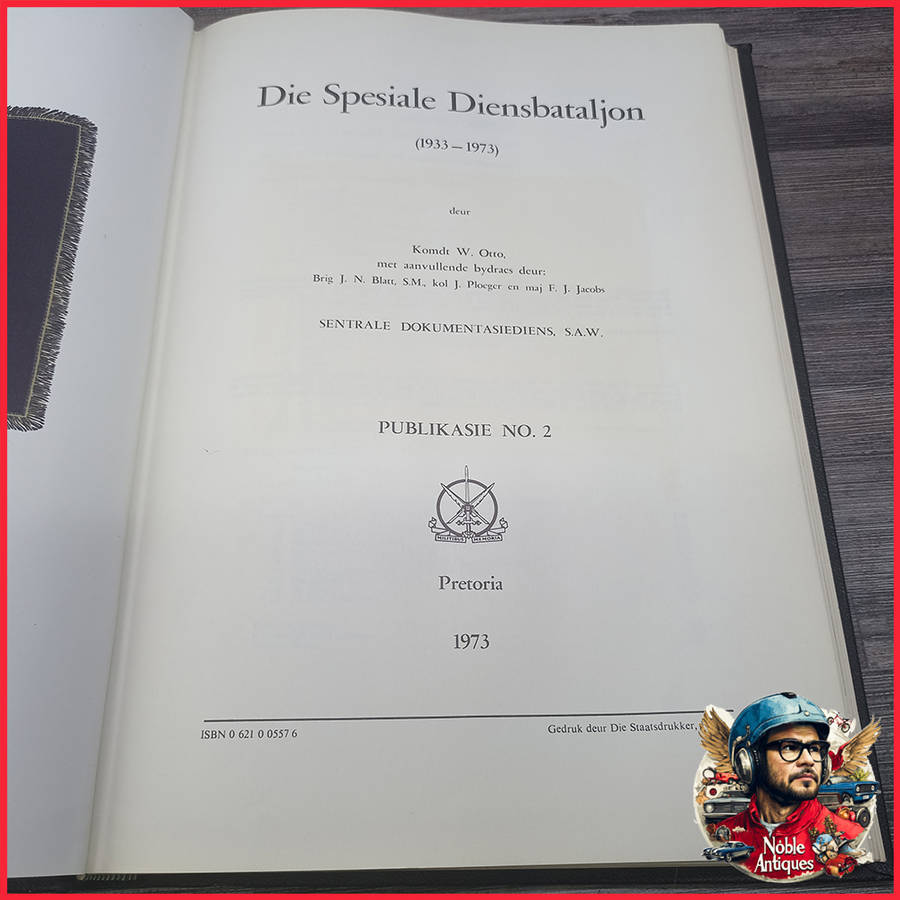 Die Spesiale Diensbataljon
(1933 — 1973)
deur
Komdt W. Otto,
met aanvullende bydraes deur:
Brig J. N. Blatt, S.M., kol J. Ploeger en maj F. J. Jacobs
SENTRALE DOKUMENTASIEDIENS, S.A.W.
PUBLIKASIE NO. 2
MILITIBUS MEMORIA
Pretoria
1973
ISBN 0 621 0 0557 6
Gedruk deur Die Staatsdrukker,
Noble
Antiques